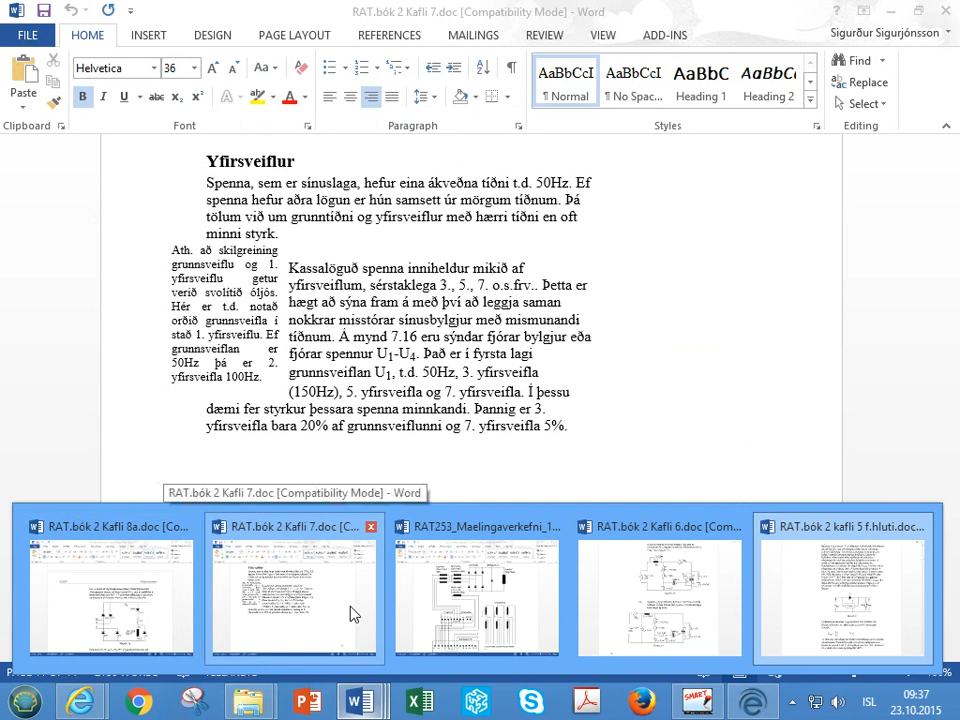 RAT.bók 2 Kafli 7.doc [Compatibility Mode] - Word
FILE HOME INSERT DESIGN PAGE LAYOUT REFERENCES MAILINGS REVIEW VIEW ADD-INS Sigurður Sigurjónsson
Helvetica 36 Aa
Paste
B I U abc x₂ x² A A
AaBbCcI AaBbCcI AaBbC AaBbCc
¶ Normal ¶ No Spac... Heading 1 Heading 2
Find
Replace
Select
Clipboard Font Paragraph Styles Editing
Yfirsveiflur
Spenna, sem er sínuslaga, hefur eina ákveðna tíðni t.d. 50Hz. Ef
spenna hefur aðra lögun er hún samsett úr mörgum tíðnum. Þá
tölum við um grunntíðni og yfirsveiflur með hærri tíðni en oft
minni styrk.
Ath. að skilgreining
grunnsveiflu og 1.
yfirsveiflu getur
verið svolítið óljós.
Hér er t.d. notað
orðið grunnsveifla í
stað 1. yfirsveiflu. Ef
grunnsveiflan er
50Hz þá er 2.
yfirsveifla 100Hz.
Kassalöguð spenna inniheldur mikið af
yfirsveiflum, sérstaklega 3., 5., 7. o.s.frv.. Þetta er
hægt að sýna fram á með því að leggja saman
nokkrar misstórar sínusbylgjur með mismunandi
tíðnum. Á mynd 7.16 eru sýndar fjórar bylgjur eða
fjórar spennur U₁-U₄. Það er í fyrsta lagi
grunnsveiflan U₁, t.d. 50Hz, 3. yfirsveifla
(150Hz), 5. yfirsveifla og 7. yfirsveifla. Í þessu
dæmi fer styrkur þessara spenna minnkandi. Þannig er 3.
yfirsveifla bara 20% af grunnsveiflunni og 7. yfirsveifla 5%.
RAT.bók 2 Kafli 7.doc [Compatibility Mode] - Word
RAT.bók 2 Kafli 8a.doc [Co... RAT.bók 2 Kafli 7.doc [C... RAT253_Maelingaverkefni_1... RAT.bók 2 Kafli 6.doc [Com... RAT.bók 2 kafli 5 f.hluti.doc...
SMART ISL 09:37
23.10.2015